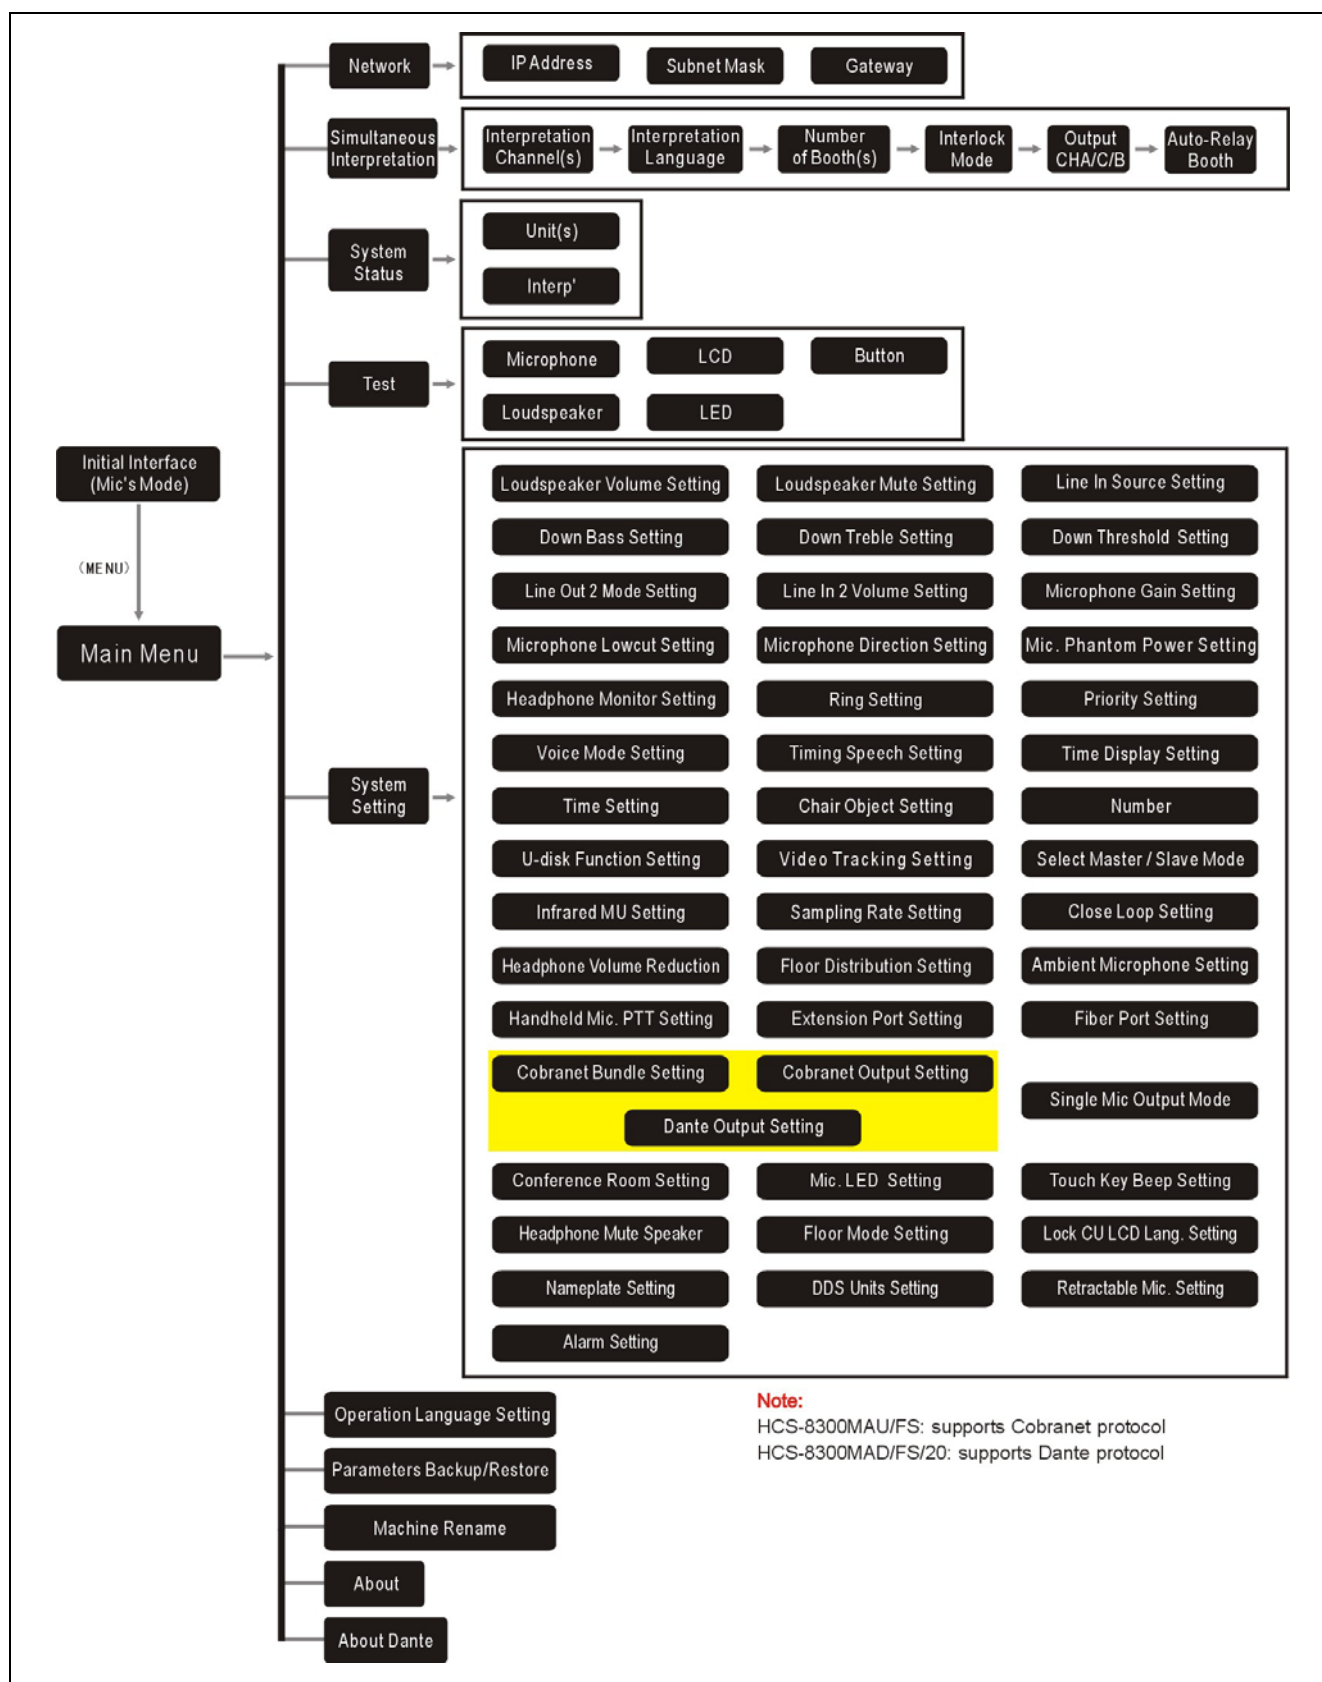 Network
IP Address
Subnet Mask
Gateway
Simultaneous
Interpretation
Interpretation
Channel(s)
Interpretation
Language
Number
of Booth(s)
Interlock
Mode
Output
CHA/C/B
Auto-Relay
Booth
System
Status
Unit(s)
Interp'
Test
Microphone
LCD
Button
Loudspeaker
LED
Initial Interface
(Mic's Mode)
(MENU)
Main Menu
System
Setting
Loudspeaker Volume Setting
Loudspeaker Mute Setting
Line In Source Setting
Down Bass Setting
Down Treble Setting
Down Threshold Setting
Line Out 2 Mode Setting
Line In 2 Volume Setting
Microphone Gain Setting
Microphone Lowcut Setting
Microphone Direction Setting
Mic. Phantom Power Setting
Headphone Monitor Setting
Ring Setting
Priority Setting
Voice Mode Setting
Timing Speech Setting
Time Display Setting
Time Setting
Chair Object Setting
Number
U-disk Function Setting
Video Tracking Setting
Select Master / Slave Mode
Infrared MU Setting
Sampling Rate Setting
Close Loop Setting
Headphone Volume Reduction
Floor Distribution Setting
Ambient Microphone Setting
Handheld Mic. PTT Setting
Extension Port Setting
Fiber Port Setting
Cobranet Bundle Setting
Cobranet Output Setting
Single Mic Output Mode
Dante Output Setting
Conference Room Setting
Mic. LED Setting
Touch Key Beep Setting
Headphone Mute Speaker
Floor Mode Setting
Lock CU LCD Lang. Setting
Nameplate Setting
DDS Units Setting
Retractable Mic. Setting
Alarm Setting
Operation Language Setting
Parameters Backup/Restore
Machine Rename
About
About Dante
Note:
HCS-8300MAU/FS: supports Cobranet protocol
HCS-8300MAD/FS/20: supports Dante protocol